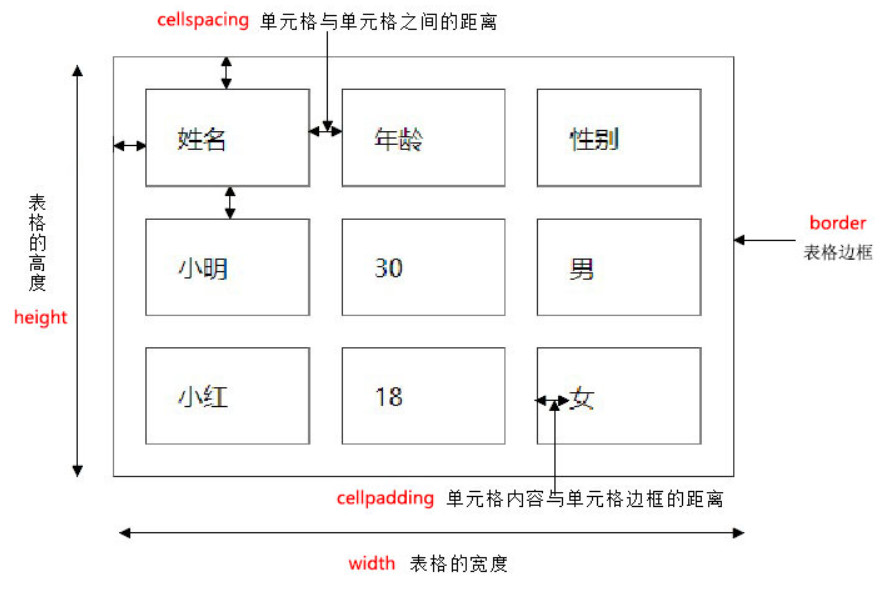 cellspacing 单元格与单元格之间的距离
姓名 年龄 性别
表格的高度
height
小明 30 男
border
表格边框
小红 18 女
cellpadding 单元格内容与单元格边框的距离
width 表格的宽度